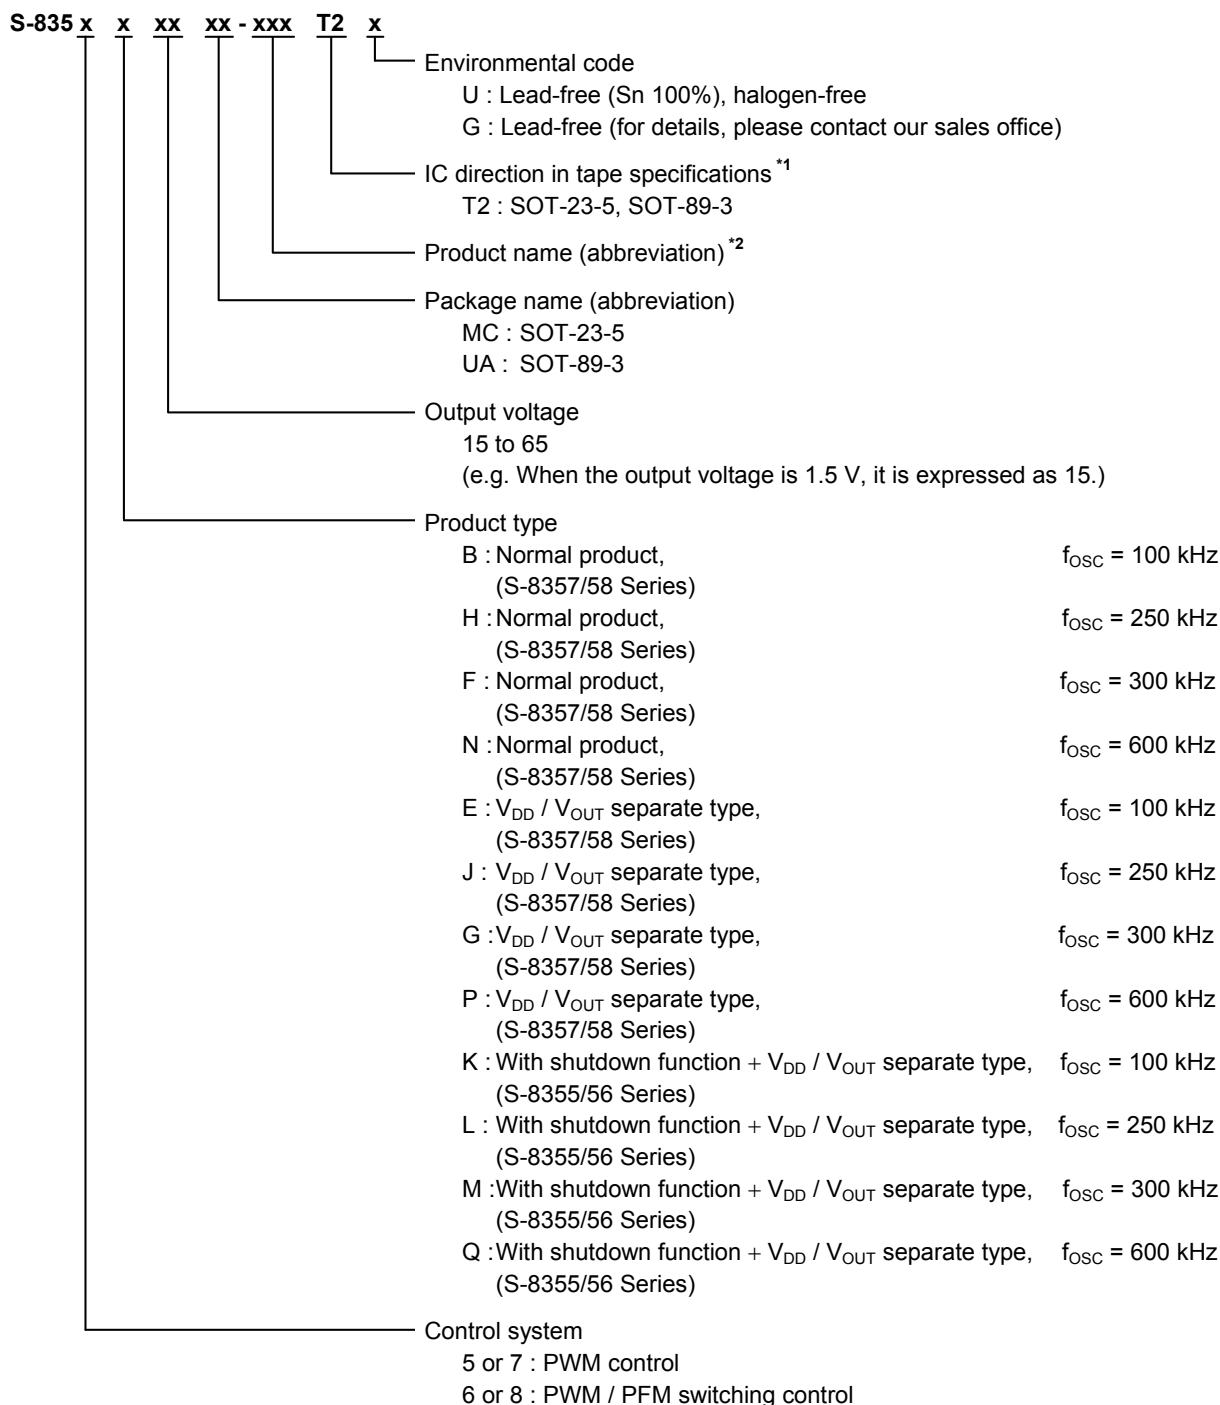 S-835 x x xx xx - xxx T2 x
Environmental code
U : Lead-free (Sn 100%), halogen-free
G : Lead-free (for details, please contact our sales office)
IC direction in tape specifications *1
T2 : SOT-23-5, SOT-89-3
Product name (abbreviation) *2
Package name (abbreviation)
MC : SOT-23-5
UA : SOT-89-3
Output voltage
15 to 65
(e.g. When the output voltage is 1.5 V, it is expressed as 15.)
Product type
B : Normal product, fOSC = 100 kHz
(S-8357/58 Series)
H : Normal product, fOSC = 250 kHz
(S-8357/58 Series)
F : Normal product, fOSC = 300 kHz
(S-8357/58 Series)
N : Normal product, fOSC = 600 kHz
(S-8357/58 Series)
E : VDD / VOUT separate type, fOSC = 100 kHz
(S-8357/58 Series)
J : VDD / VOUT separate type, fOSC = 250 kHz
(S-8357/58 Series)
G : VDD / VOUT separate type, fOSC = 300 kHz
(S-8357/58 Series)
P : VDD / VOUT separate type, fOSC = 600 kHz
(S-8357/58 Series)
K : With shutdown function + VDD / VOUT separate type, fOSC = 100 kHz
(S-8355/56 Series)
L : With shutdown function + VDD / VOUT separate type, fOSC = 250 kHz
(S-8355/56 Series)
M : With shutdown function + VDD / VOUT separate type, fOSC = 300 kHz
(S-8355/56 Series)
Q : With shutdown function + VDD / VOUT separate type, fOSC = 600 kHz
(S-8355/56 Series)
Control system
5 or 7 : PWM control
6 or 8 : PWM / PFM switching control